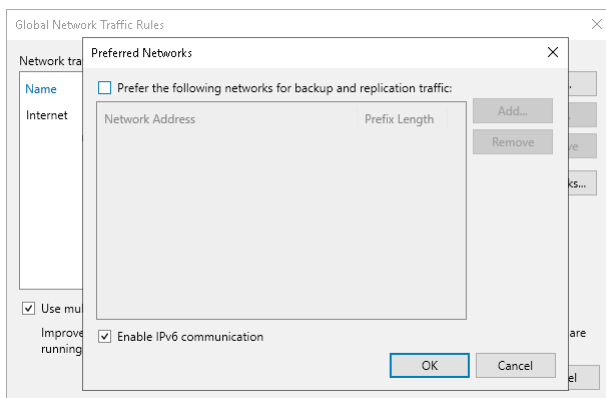 Global Network Traffic Rules
Preferred Networks
Network tra
Prefer the following networks for backup and replication traffic:
Name
Internet
Network Address Prefix Length
Add...
Remove
ve
ks...
Use mul
Improve
running
are
Enable IPv6 communication
OK Cancel
el